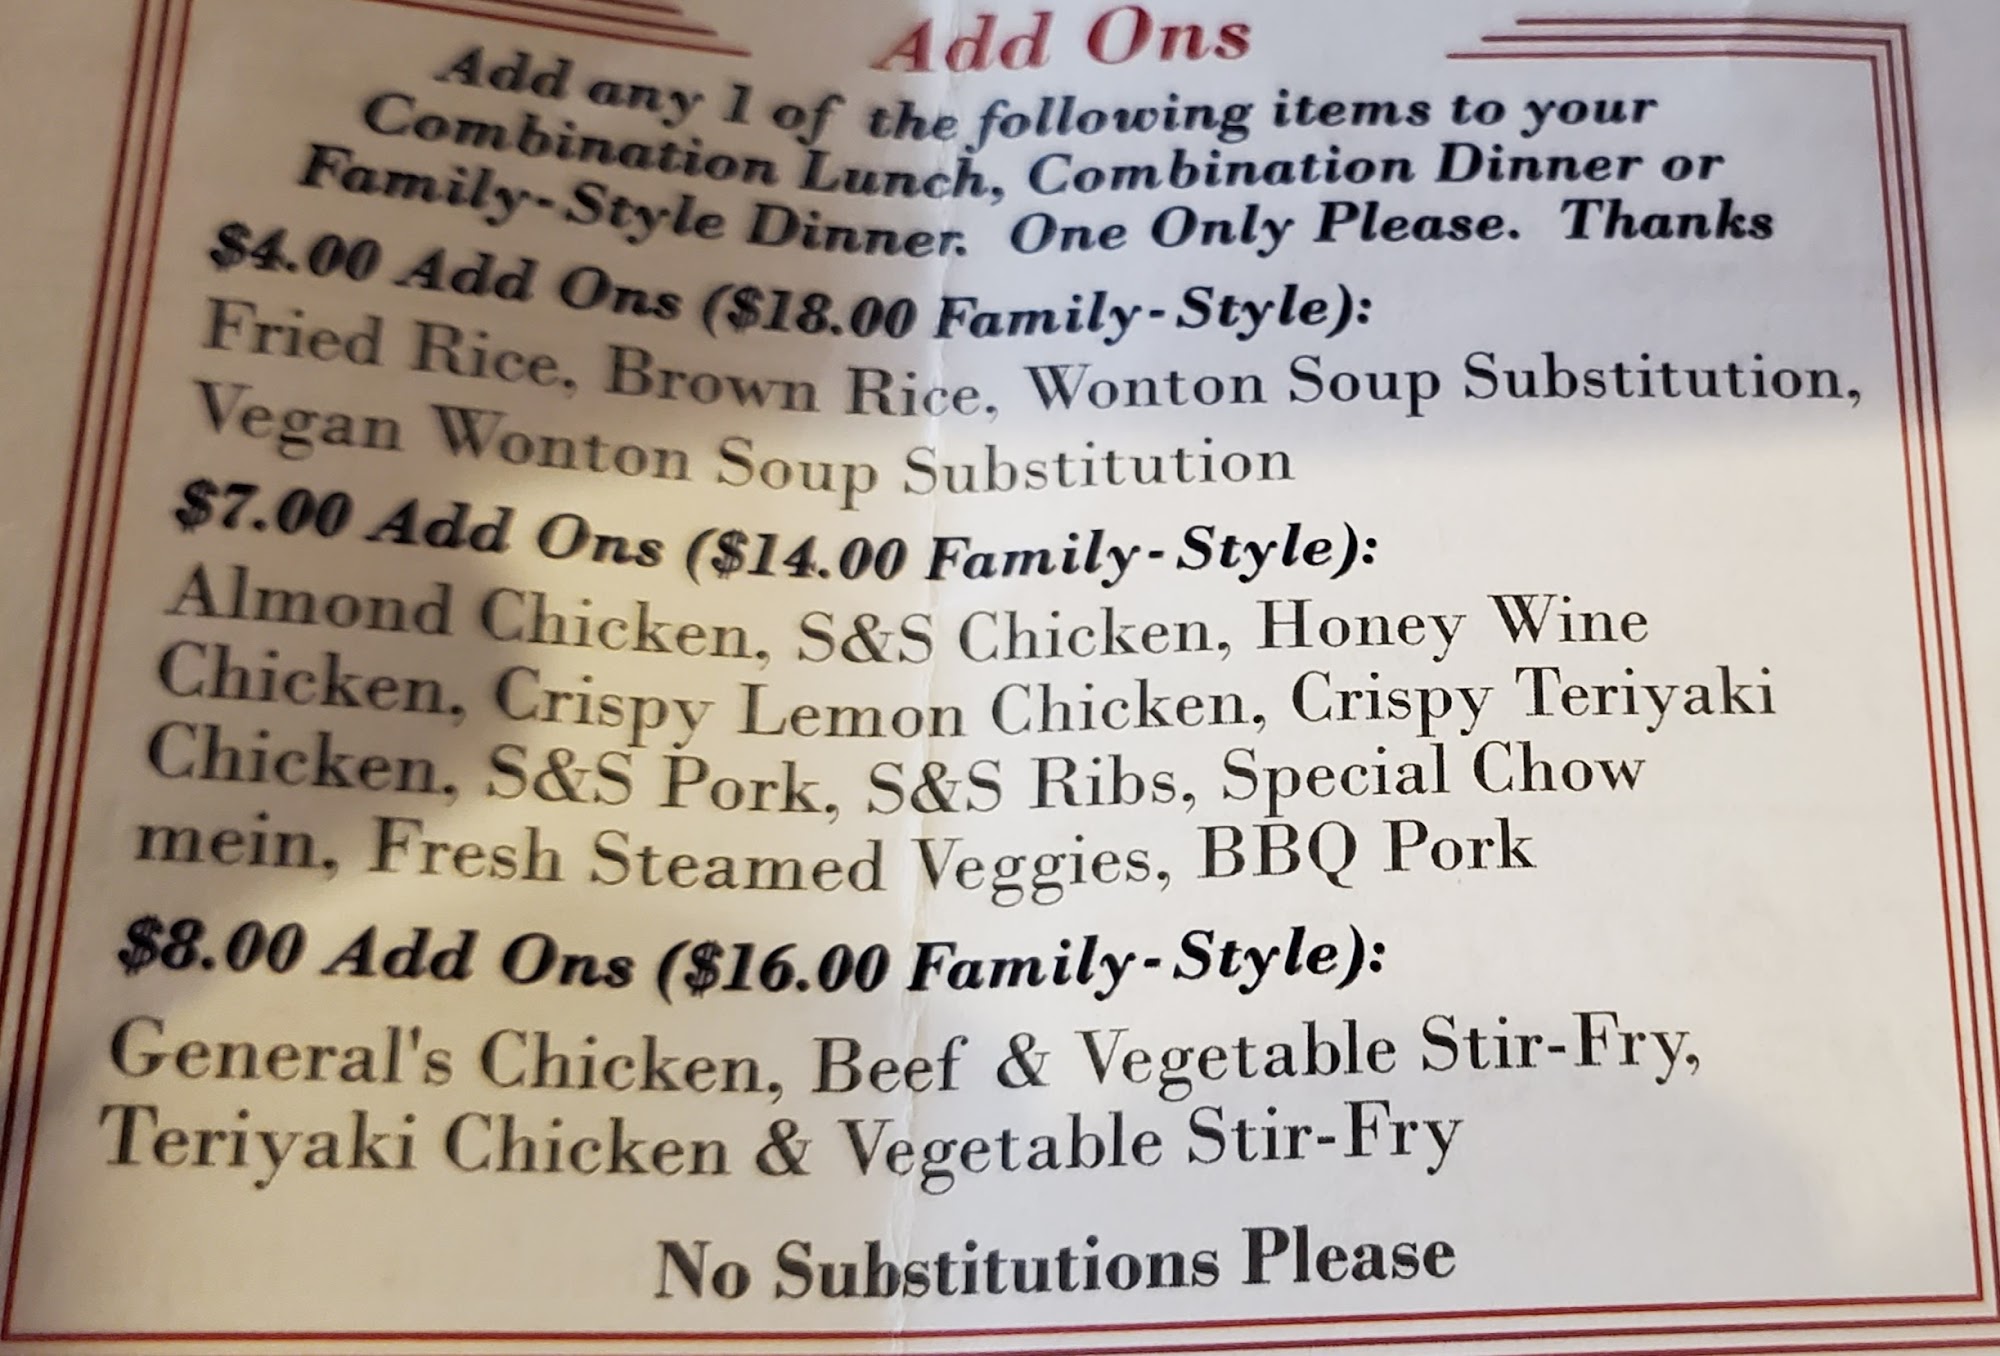 Add Ons
Add any 1 of the following items to your
Combination Lunch, Combination Dinner or
Family-Style Dinner. One Only Please. Thanks
$4.00 Add Ons ($18.00 Family-Style):
Fried Rice, Brown Rice, Wonton Soup Substitution,
Vegan Wonton Soup Substitution
$7.00 Add Ons ($14.00 Family-Style):
Almond Chicken, S&S Chicken, Honey Wine
Chicken, Crispy Lemon Chicken, Crispy Teriyaki
Chicken, S&S Pork, S&S Ribs, Special Chow
mein, Fresh Steamed Veggies, BBQ Pork
$8.00 Add Ons ($16.00 Family-Style):
General's Chicken, Beef & Vegetable Stir-Fry,
Teriyaki Chicken & Vegetable Stir-Fry
No Substitutions Please